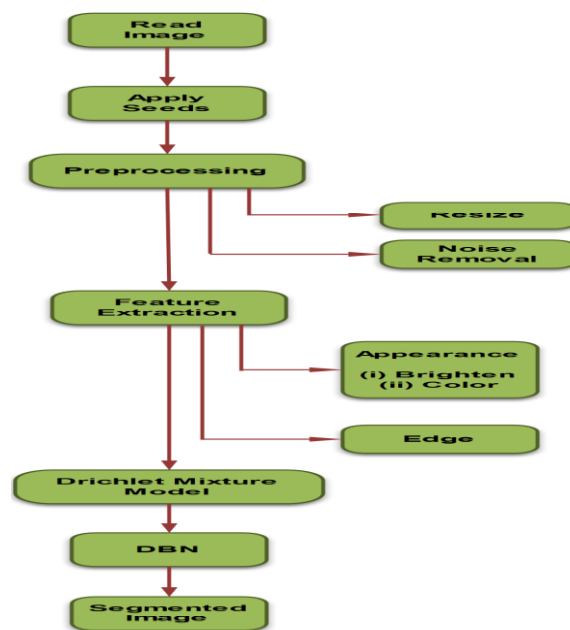 Read
Image
Apply
Seeds
Preprocessing
Resize
Noise
Removal
Feature
Extraction
Appearance
(i) Brighten
(ii) Color
Edge
Drichlet Mixture
Model
DBN
Segmented
Image